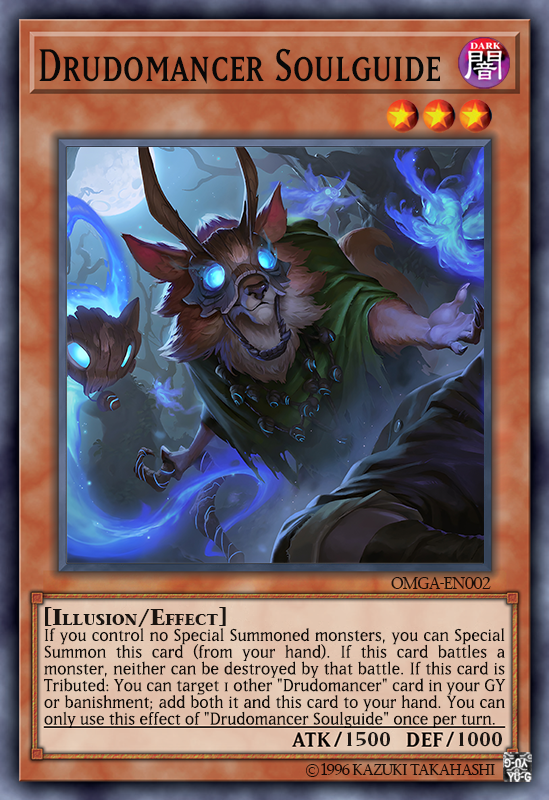 DRUDOMANCER SOULGUIDE
DARK
闇
OMGA-EN002
[ILLUSION/EFFECT]
If you control no Special Summoned monsters, you can Special
Summon this card (from your hand). If this card battles a
monster, neither can be destroyed by that battle. If this card is
Tributed: You can target 1 other "Drudomancer" card in your GY
or banishment; add both it and this card to your hand. You can
only use this effect of "Drudomancer Soulguide" once per turn.
ATK/1500 DEF/1000
©1996 KAZUKI TAKAHASHI